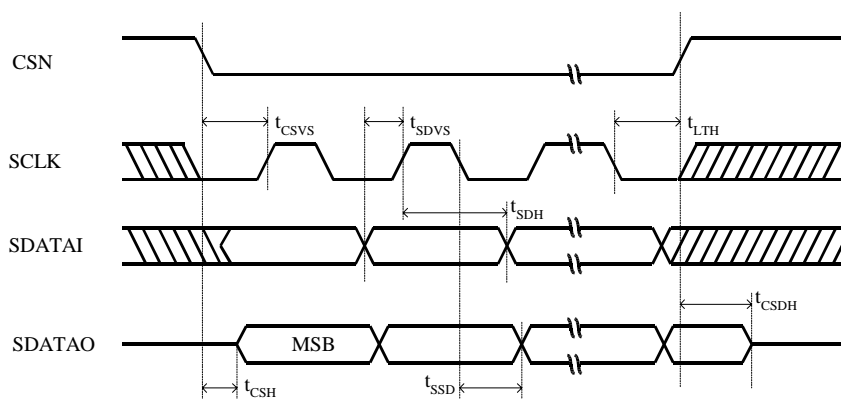 CSN
t_CSVS
t_SDVS
t_LTH
SCLK
t_SDH
SDATAI
t_CSDH
SDATAO
MSB
t_CSH
t_SSD